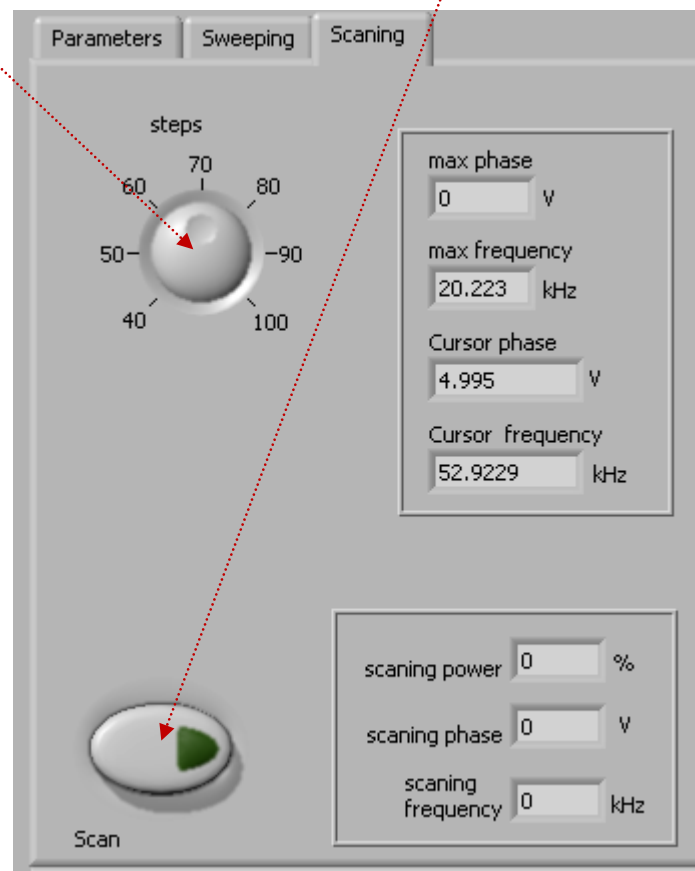 Parameters Sweeping Scaning
steps
70
60 80
50 90
40 100
max phase
0 V
max frequency
20.223 kHz
Cursor phase
4.995 V
Cursor frequency
52.9229 kHz
scaning power 0 %
scaning phase 0 V
scaning
frequency 0 kHz
Scan